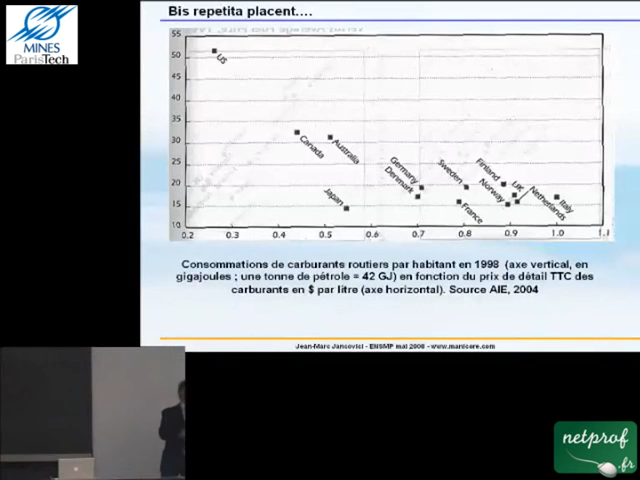 Bis repetita placent....
MINES
ParisTech
55
50
45
40
35
30
25
20
15
10
US
Canada
Australia
Japan
Germany
Denmark
Sweden
France
Finland
UK
Norway
Netherlands
Italy
0.2 0.3 0.4 0.5 0.6 0.7 0.8 0.9 1.0 1.1
Consommations de carburants routiers par habitant en 1998 (axe vertical, en
gigajoules ; une tonne de pétrole = 42 GJ) en fonction du prix de détail TTC des
carburants en $ par litre (axe horizontal). Source AIE, 2004
Jean-Marc Jancovici - ENSMP mai 2008 - www.manicore.com
netprof
.fr